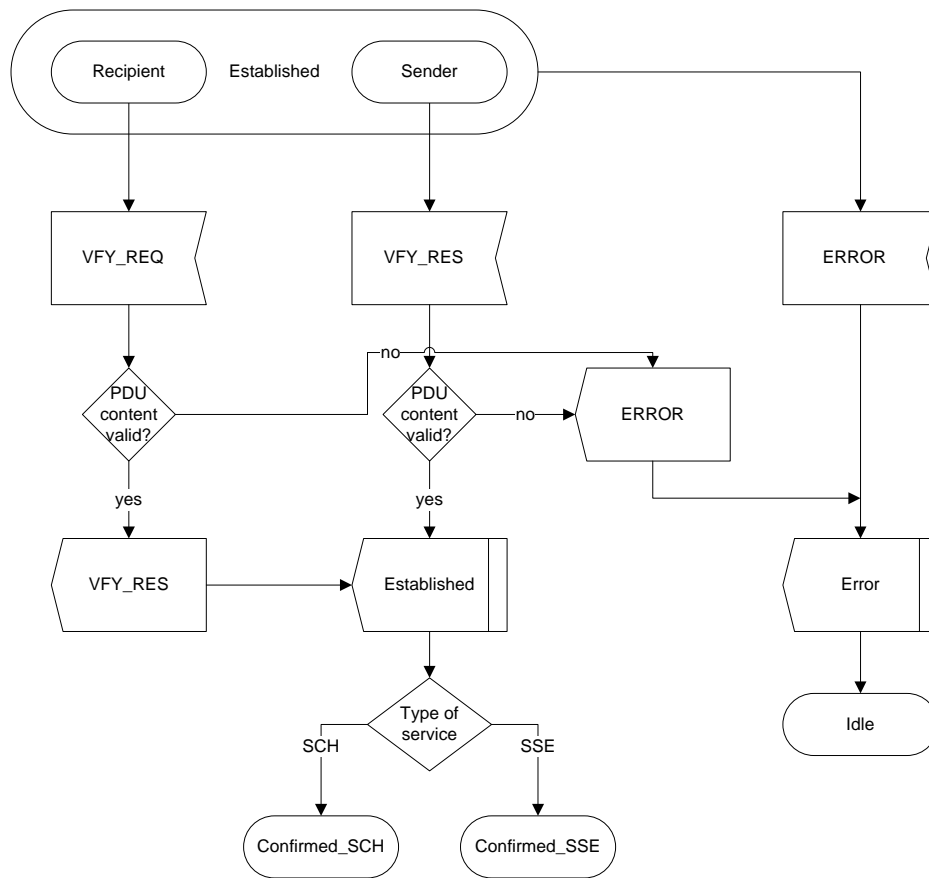 Recipient
Established
Sender
VFY_REQ
VFY_RES
ERROR
no
PDU
content
valid?
PDU
content
valid?
no
ERROR
yes
yes
VFY_RES
Established
Error
Type of
service
Idle
SCH
SSE
Confirmed_SCH
Confirmed_SSE